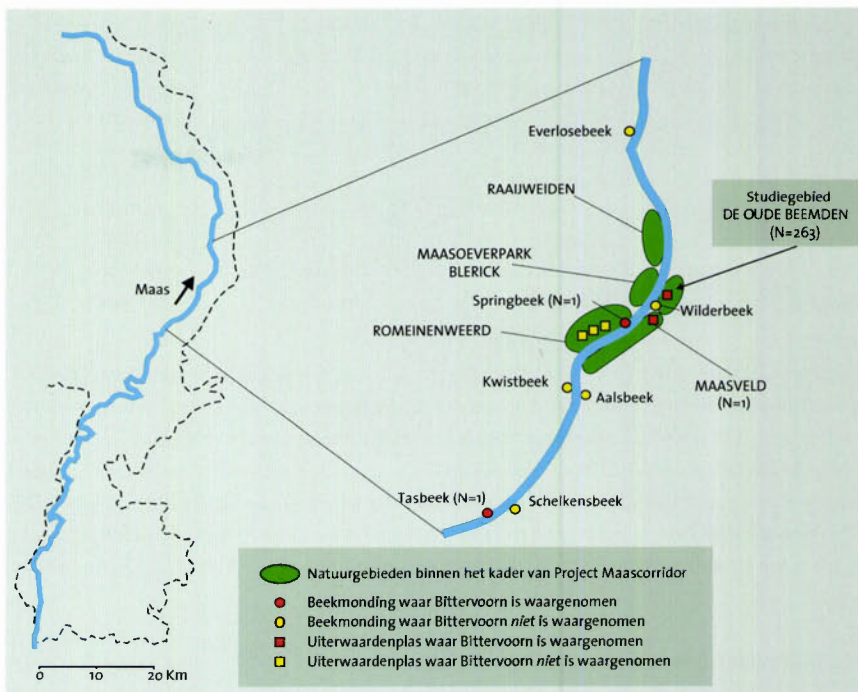 Everlosebeek
RAAIJWEIDEN
Studiegebied
DE OUDE BEEMDEN
(N=263)
MAASOEVERPARK
BLERICK
Maas
Springbeek (N=1)
Wilderbeek
ROMEINENWEERD
MAASVELD
(N=1)
Kwistbeek
Aalsbeek
Tasbeek (N=1)
Schelkensbeek
Natuurgebieden binnen het kader van Project Maascorridor
Beekmonding waar Bittervoorn is waargenomen
Beekmonding waar Bittervoorn niet is waargenomen
Uiterwaardenplas waar Bittervoorn is waargenomen
Uiterwaardenplas waar Bittervoorn niet is waargenomen
0 10 20 Km